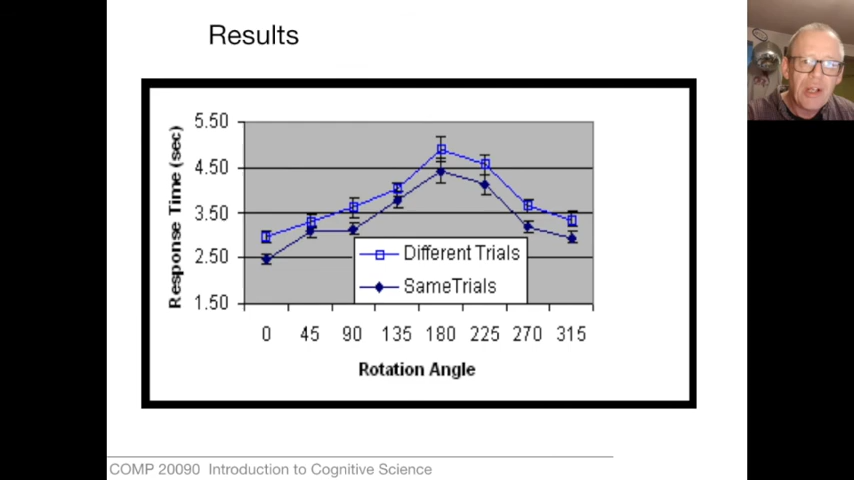 Results
5.50
4.50
3.50
2.50
1.50
Response Time (sec)
Different Trials
SameTrials
0 45 90 135 180 225 270 315
Rotation Angle
COMP 20090 Introduction to Cognitive Science